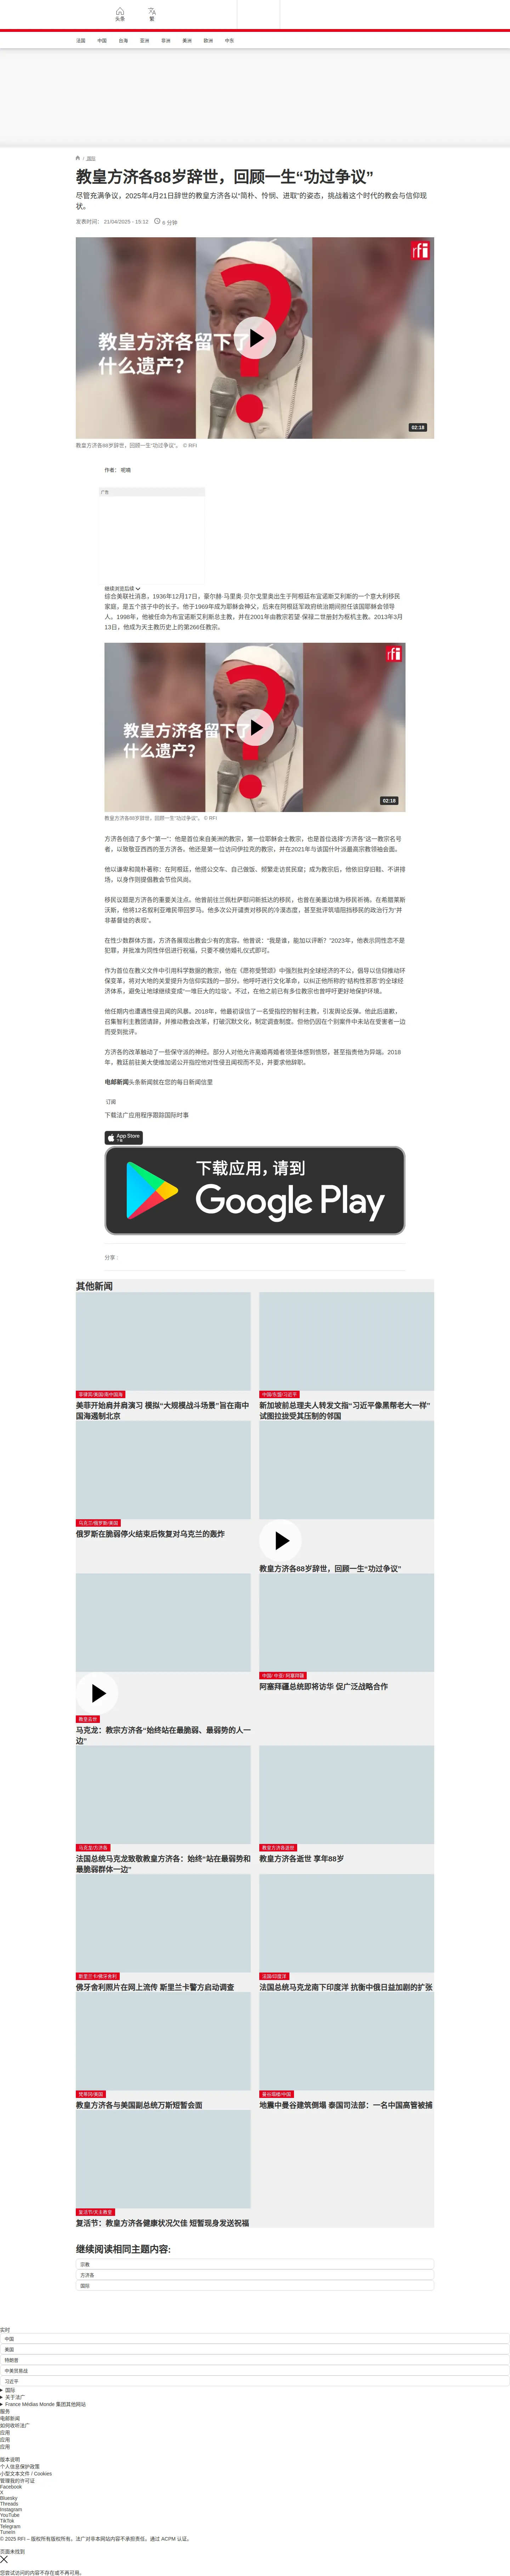 头条
繁
法国 中国 台海 亚洲 非洲 美洲 欧洲 中东
/ 国际
教皇方济各88岁辞世，回顾一生“功过争议”
尽管充满争议，2025年4月21日辞世的教皇方济各以“简朴、怜悯、进取”的姿态，挑战着这个时代的教会与信仰现
状。
发表时间： 21/04/2025 - 15:12 6 分钟
rfi
教皇方济各留下了
什么遗产？
02:18
教皇方济各88岁辞世，回顾一生“功过争议”。 © RFI
作者：
广告
继续浏览后续
综合美联社消息，1936年12月17日，豪尔赫·马里奥·贝尔戈里奥出生于阿根廷布宜诺斯艾利斯的一个意大利移民
家庭，是五个孩子中的长子。他于1969年成为耶稣会神父，后来在阿根廷军政府统治期间担任该国耶稣会领导
人。1998年，他被任命为布宜诺斯艾利斯总主教，并在2001年由教宗若望·保禄二世册封为枢机主教。2013年3月
13日，他成为天主教历史上的第266任教宗。
rfi
教皇方济各留下了
什么遗产？
02:18
教皇方济各88岁辞世，回顾一生“功过争议”。 © RFI
方济各创造了多个“第一”：他是首位来自美洲的教宗，第一位耶稣会士教宗，也是首位选择“方济各”这一教宗名号
者，以致敬亚西西的圣方济各。他还是第一位访问伊拉克的教宗，并在2021年与该国什叶派最高宗教领袖会面。
他以谦卑和简朴著称：在阿根廷，他搭公交车、自己做饭、频繁走访贫民窟；成为教宗后，他依旧穿旧鞋、不讲排
场，以身作则提倡教会节俭风尚。
移民议题是方济各的重要关注点。他曾前往兰佩杜萨慰问新抵达的移民，也曾在美墨边境为移民祈祷。在希腊莱斯
沃斯，他将12名叙利亚难民带回罗马。他多次公开谴责对移民的冷漠态度，甚至批评筑墙阻挡移民的政治行为“并
非基督徒的表现”。
在性少数群体方面，方济各展现出教会少有的宽容。他曾说：“我是谁，能加以评断？”2023年，他表示同性恋不是
犯罪，并批准为同性伴侣进行祝福，只要不模仿婚礼仪式即可。
作为首位在教义文件中引用科学数据的教宗，他在《愿祢受赞颂》中强烈批判全球经济的不公，倡导以信仰推动环
保变革，将对大地的关爱提升为信仰实践的一部分。他呼吁进行文化革命，以纠正他所称的“结构性邪恶”的全球经
济体系，避免让地球继续变成“一堆巨大的垃圾”。不过，在他之前已有多位教宗也曾呼吁更好地保护环境。
他任期内也遭遇性侵丑闻的风暴。2018年，他最初误信了一名受指控的智利主教，引发舆论反弹。他此后道歉，
召集智利主教团请辞，并推动教会改革，打破沉默文化，制定调查制度。但他仍因在个别案件中未站在受害者一边
而受到批评。
方济各的改革触动了一些保守派的神经。部分人对他允许离婚再婚者领圣体感到愤怒，甚至指责他为异端。2018
年，教廷前驻美大使维加诺公开指控他对性侵丑闻视而不见，并要求他辞职。
电邮新闻头条新闻就在您的每日新闻信里
订阅
下载法广应用程序跟踪国际时事
App Store
下载
下载应用，请到
Google Play
分享 :
其他新闻
菲律宾/美国/南中国海
美菲开始肩并肩演习 模拟“大规模战斗场景”旨在南中
国海遏制北京
中国/东盟/习近平
新加坡前总理夫人转发文指“习近平像黑帮老大一样”
试图拉拢受其压制的邻国
乌克兰/俄罗斯/美国
俄罗斯在脆弱停火结束后恢复对乌克兰的轰炸
教皇方济各88岁辞世，回顾一生“功过争议”
教皇去世
马克龙：教宗方济各“始终站在最脆弱、最弱势的人一
边”
中国/ 中亚/ 阿塞拜疆
阿塞拜疆总统即将访华 促广泛战略合作
马克龙/方济各
法国总统马克龙致敬教皇方济各：始终“站在最弱势和
最脆弱群体一边”
教皇方济各逝世
教皇方济各逝世 享年88岁
斯里兰卡/佛牙舍利
佛牙舍利照片在网上流传 斯里兰卡警方启动调查
法国/印度洋
法国总统马克龙南下印度洋 抗衡中俄日益加剧的扩张
梵蒂冈/美国
教皇方济各与美国副总统万斯短暂会面
曼谷塌楼/中国
地震中曼谷建筑倒塌 泰国司法部：一名中国高管被捕
复活节/天主教堂
复活节：教皇方济各健康状况欠佳 短暂现身发送祝福
继续阅读相同主题内容:
宗教
方济各
国际
实时
中国
美国
特朗普
中美贸易战
习近平
国际
关于法广
France Médias Monde 集团其他网站
服务
电邮新闻
如何收听法广
应用
应用
应用
版本说明
个人信息保护政策
小型文本文件 / Cookies
管理我的许可证
Facebook
X
Bluesky
Threads
Instagram
YouTube
TikTok
Telegram
TuneIn
© 2025 RFI – 版权所有版权所有。法广对非本网站内容不承担责任。通过 ACPM 认证。
页面未找到
您尝试访问的内容不存在或不再可用。